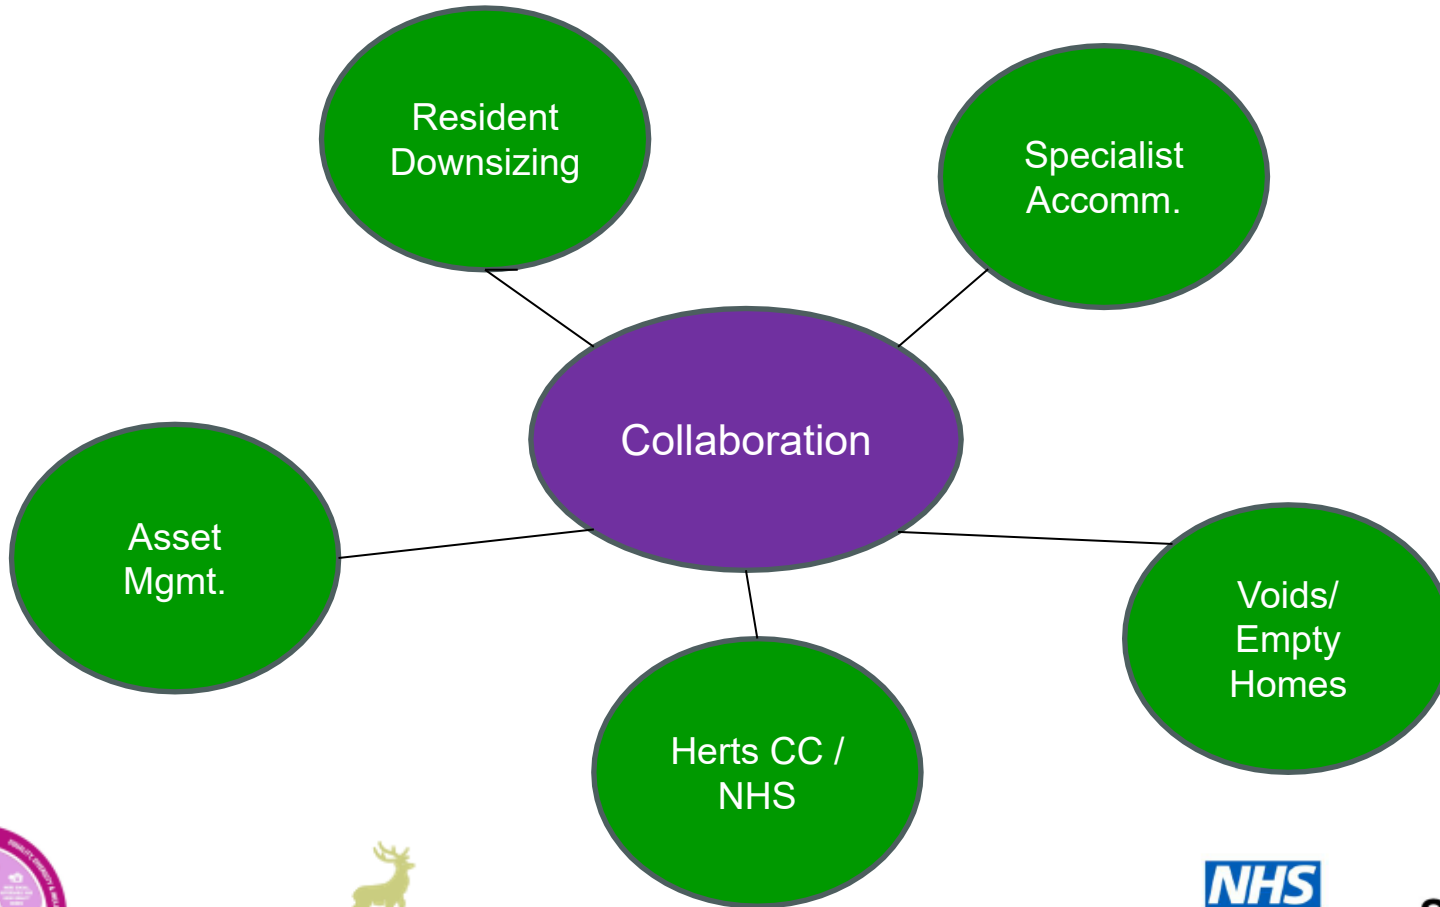 Resident
Downsizing
Specialist
Accomm.
Collaboration
Asset
Mgmt.
Voids/
Empty
Homes
Herts CC /
NHS
NHS